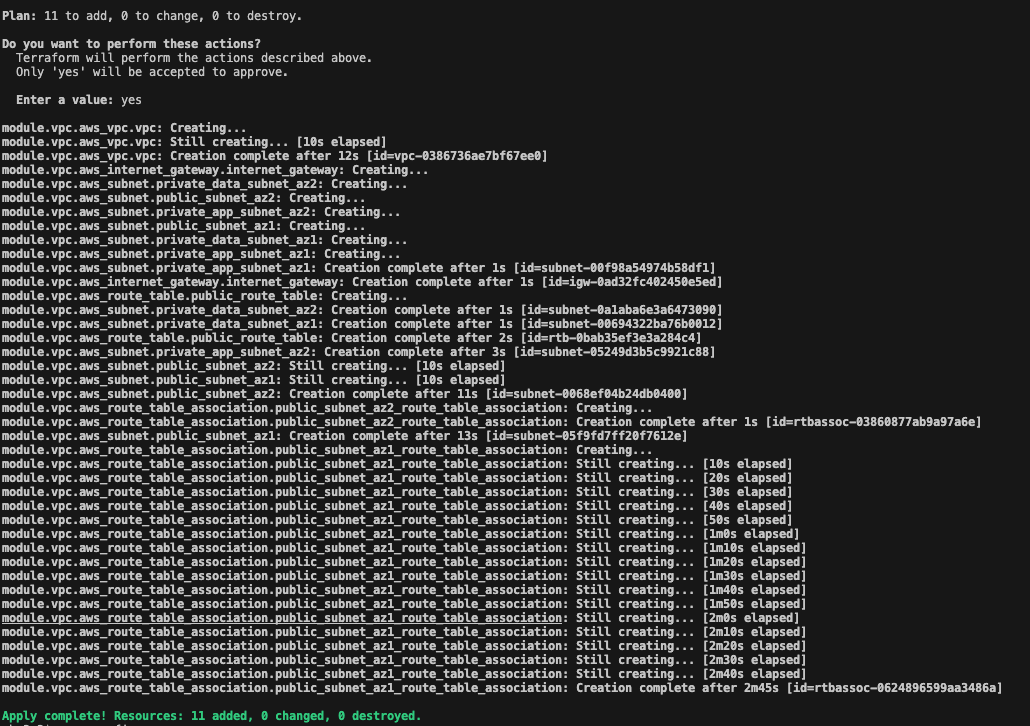 Plan: 11 to add, 0 to change, 0 to destroy.
Do you want to perform these actions?
Terraform will perform the actions described above.
Only 'yes' will be accepted to approve.
Enter a value: yes
module.vpc.aws_vpc.vpc: Creating...
module.vpc.aws_vpc.vpc: Still creating... [10s elapsed]
module.vpc.aws_vpc.vpc: Creation complete after 12s [id=vpc-0386736ae7bf67ee0]
module.vpc.aws_internet_gateway.internet_gateway: Creating...
module.vpc.aws_subnet.private_data_subnet_az2: Creating...
module.vpc.aws_subnet.public_subnet_az2: Creating...
module.vpc.aws_subnet.private_app_subnet_az2: Creating...
module.vpc.aws_subnet.public_subnet_az1: Creating...
module.vpc.aws_subnet.private_data_subnet_az1: Creating...
module.vpc.aws_subnet.private_app_subnet_az1: Creating...
module.vpc.aws_subnet.private_app_subnet_az1: Creation complete after 1s [id=subnet-00f98a54974b58df1]
module.vpc.aws_internet_gateway.internet_gateway: Creation complete after 1s [id=igw-0ad32fc402450e5ed]
module.vpc.aws_route_table.public_route_table: Creating...
module.vpc.aws_subnet.private_data_subnet_az2: Creation complete after 1s [id=subnet-0a1aba6e3a6473090]
module.vpc.aws_subnet.private_data_subnet_az1: Creation complete after 1s [id=subnet-00694322ba76b0012]
module.vpc.aws_route_table.public_route_table: Creation complete after 2s [id=rtb-0bab35ef3e3a284c4]
module.vpc.aws_subnet.private_app_subnet_az2: Creation complete after 3s [id=subnet-05249d3b5c9921c88]
module.vpc.aws_subnet.public_subnet_az2: Still creating... [10s elapsed]
module.vpc.aws_subnet.public_subnet_az1: Still creating... [10s elapsed]
module.vpc.aws_subnet.public_subnet_az2: Creation complete after 11s [id=subnet-0068ef04b24db0400]
module.vpc.aws_route_table_association.public_subnet_az2_route_table_association: Creating...
module.vpc.aws_route_table_association.public_subnet_az2_route_table_association: Creation complete after 1s [id=rtbassoc-03860877ab9a97a6e]
module.vpc.aws_subnet.public_subnet_az1: Creation complete after 13s [id=subnet-05f9fd7ff20f7612e]
module.vpc.aws_route_table_association.public_subnet_az1_route_table_association: Creating...
module.vpc.aws_route_table_association.public_subnet_az1_route_table_association: Still creating... [10s elapsed]
module.vpc.aws_route_table_association.public_subnet_az1_route_table_association: Still creating... [20s elapsed]
module.vpc.aws_route_table_association.public_subnet_az1_route_table_association: Still creating... [30s elapsed]
module.vpc.aws_route_table_association.public_subnet_az1_route_table_association: Still creating... [40s elapsed]
module.vpc.aws_route_table_association.public_subnet_az1_route_table_association: Still creating... [50s elapsed]
module.vpc.aws_route_table_association.public_subnet_az1_route_table_association: Still creating... [1m0s elapsed]
module.vpc.aws_route_table_association.public_subnet_az1_route_table_association: Still creating... [1m10s elapsed]
module.vpc.aws_route_table_association.public_subnet_az1_route_table_association: Still creating... [1m20s elapsed]
module.vpc.aws_route_table_association.public_subnet_az1_route_table_association: Still creating... [1m30s elapsed]
module.vpc.aws_route_table_association.public_subnet_az1_route_table_association: Still creating... [1m40s elapsed]
module.vpc.aws_route_table_association.public_subnet_az1_route_table_association: Still creating... [1m50s elapsed]
module.vpc.aws_route_table_association.public_subnet_az1_route_table_association: Still creating... [2m0s elapsed]
module.vpc.aws_route_table_association.public_subnet_az1_route_table_association: Still creating... [2m10s elapsed]
module.vpc.aws_route_table_association.public_subnet_az1_route_table_association: Still creating... [2m20s elapsed]
module.vpc.aws_route_table_association.public_subnet_az1_route_table_association: Still creating... [2m30s elapsed]
module.vpc.aws_route_table_association.public_subnet_az1_route_table_association: Still creating... [2m40s elapsed]
module.vpc.aws_route_table_association.public_subnet_az1_route_table_association: Creation complete after 2m45s [id=rtbassoc-0624896599aa3486a]
Apply complete! Resources: 11 added, 0 changed, 0 destroyed.